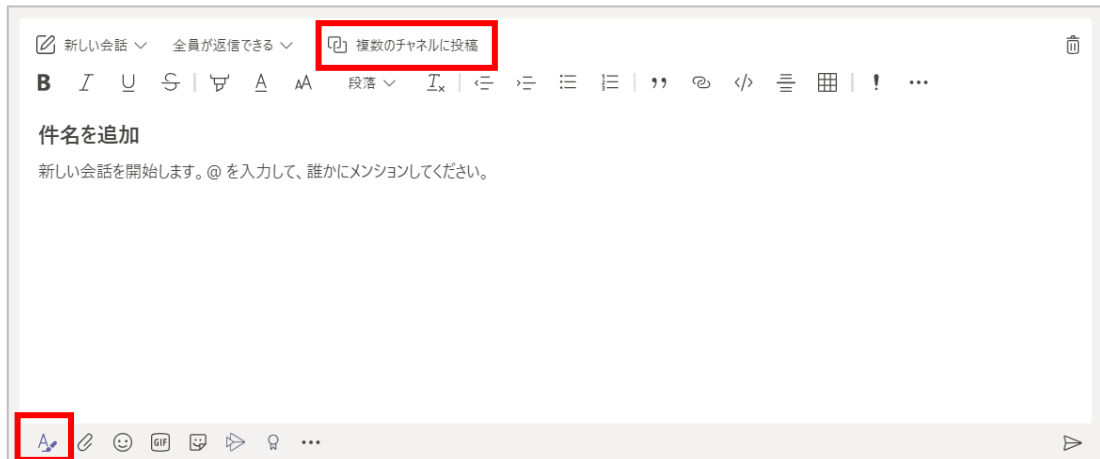 新しい会話 全員が返信できる 複数のチャネルに投稿
B I U S A AA 段落 Ix
件名を追加
新しい会話を開始します。@ を入力して、誰かにメンションしてください。
GIF